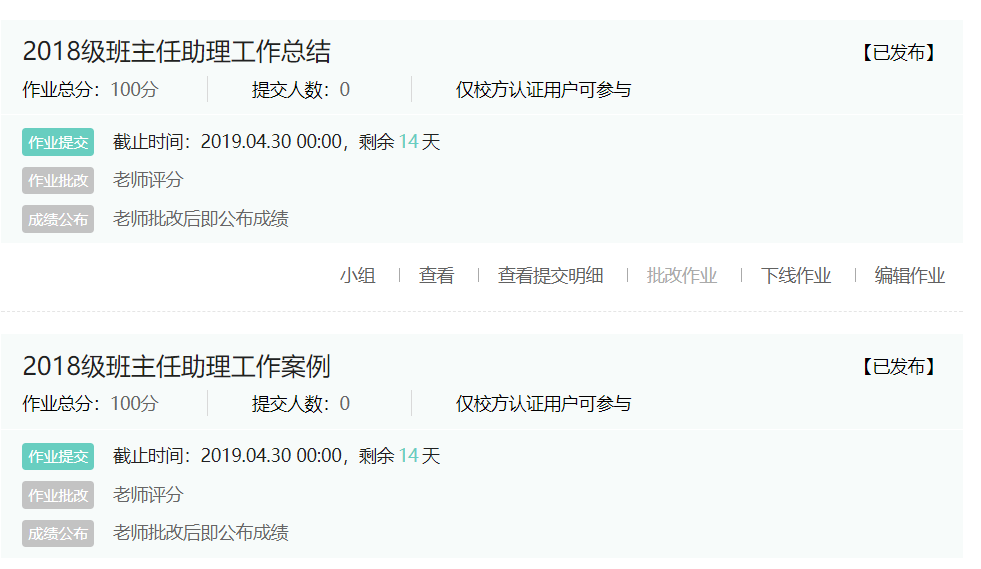 2018级班主任助理工作总结 【已发布】
作业总分：100分 提交人数：0 仅校方认证用户可参与
作业提交 截止时间：2019.04.30 00:00，剩余 14 天
作业批改 老师评分
成绩公布 老师批改后即公布成绩
小组 | 查看 | 查看提交明细 | 批改作业 | 下线作业 | 编辑作业
2018级班主任助理工作案例 【已发布】
作业总分：100分 提交人数：0 仅校方认证用户可参与
作业提交 截止时间：2019.04.30 00:00，剩余 14 天
作业批改 老师评分
成绩公布 老师批改后即公布成绩